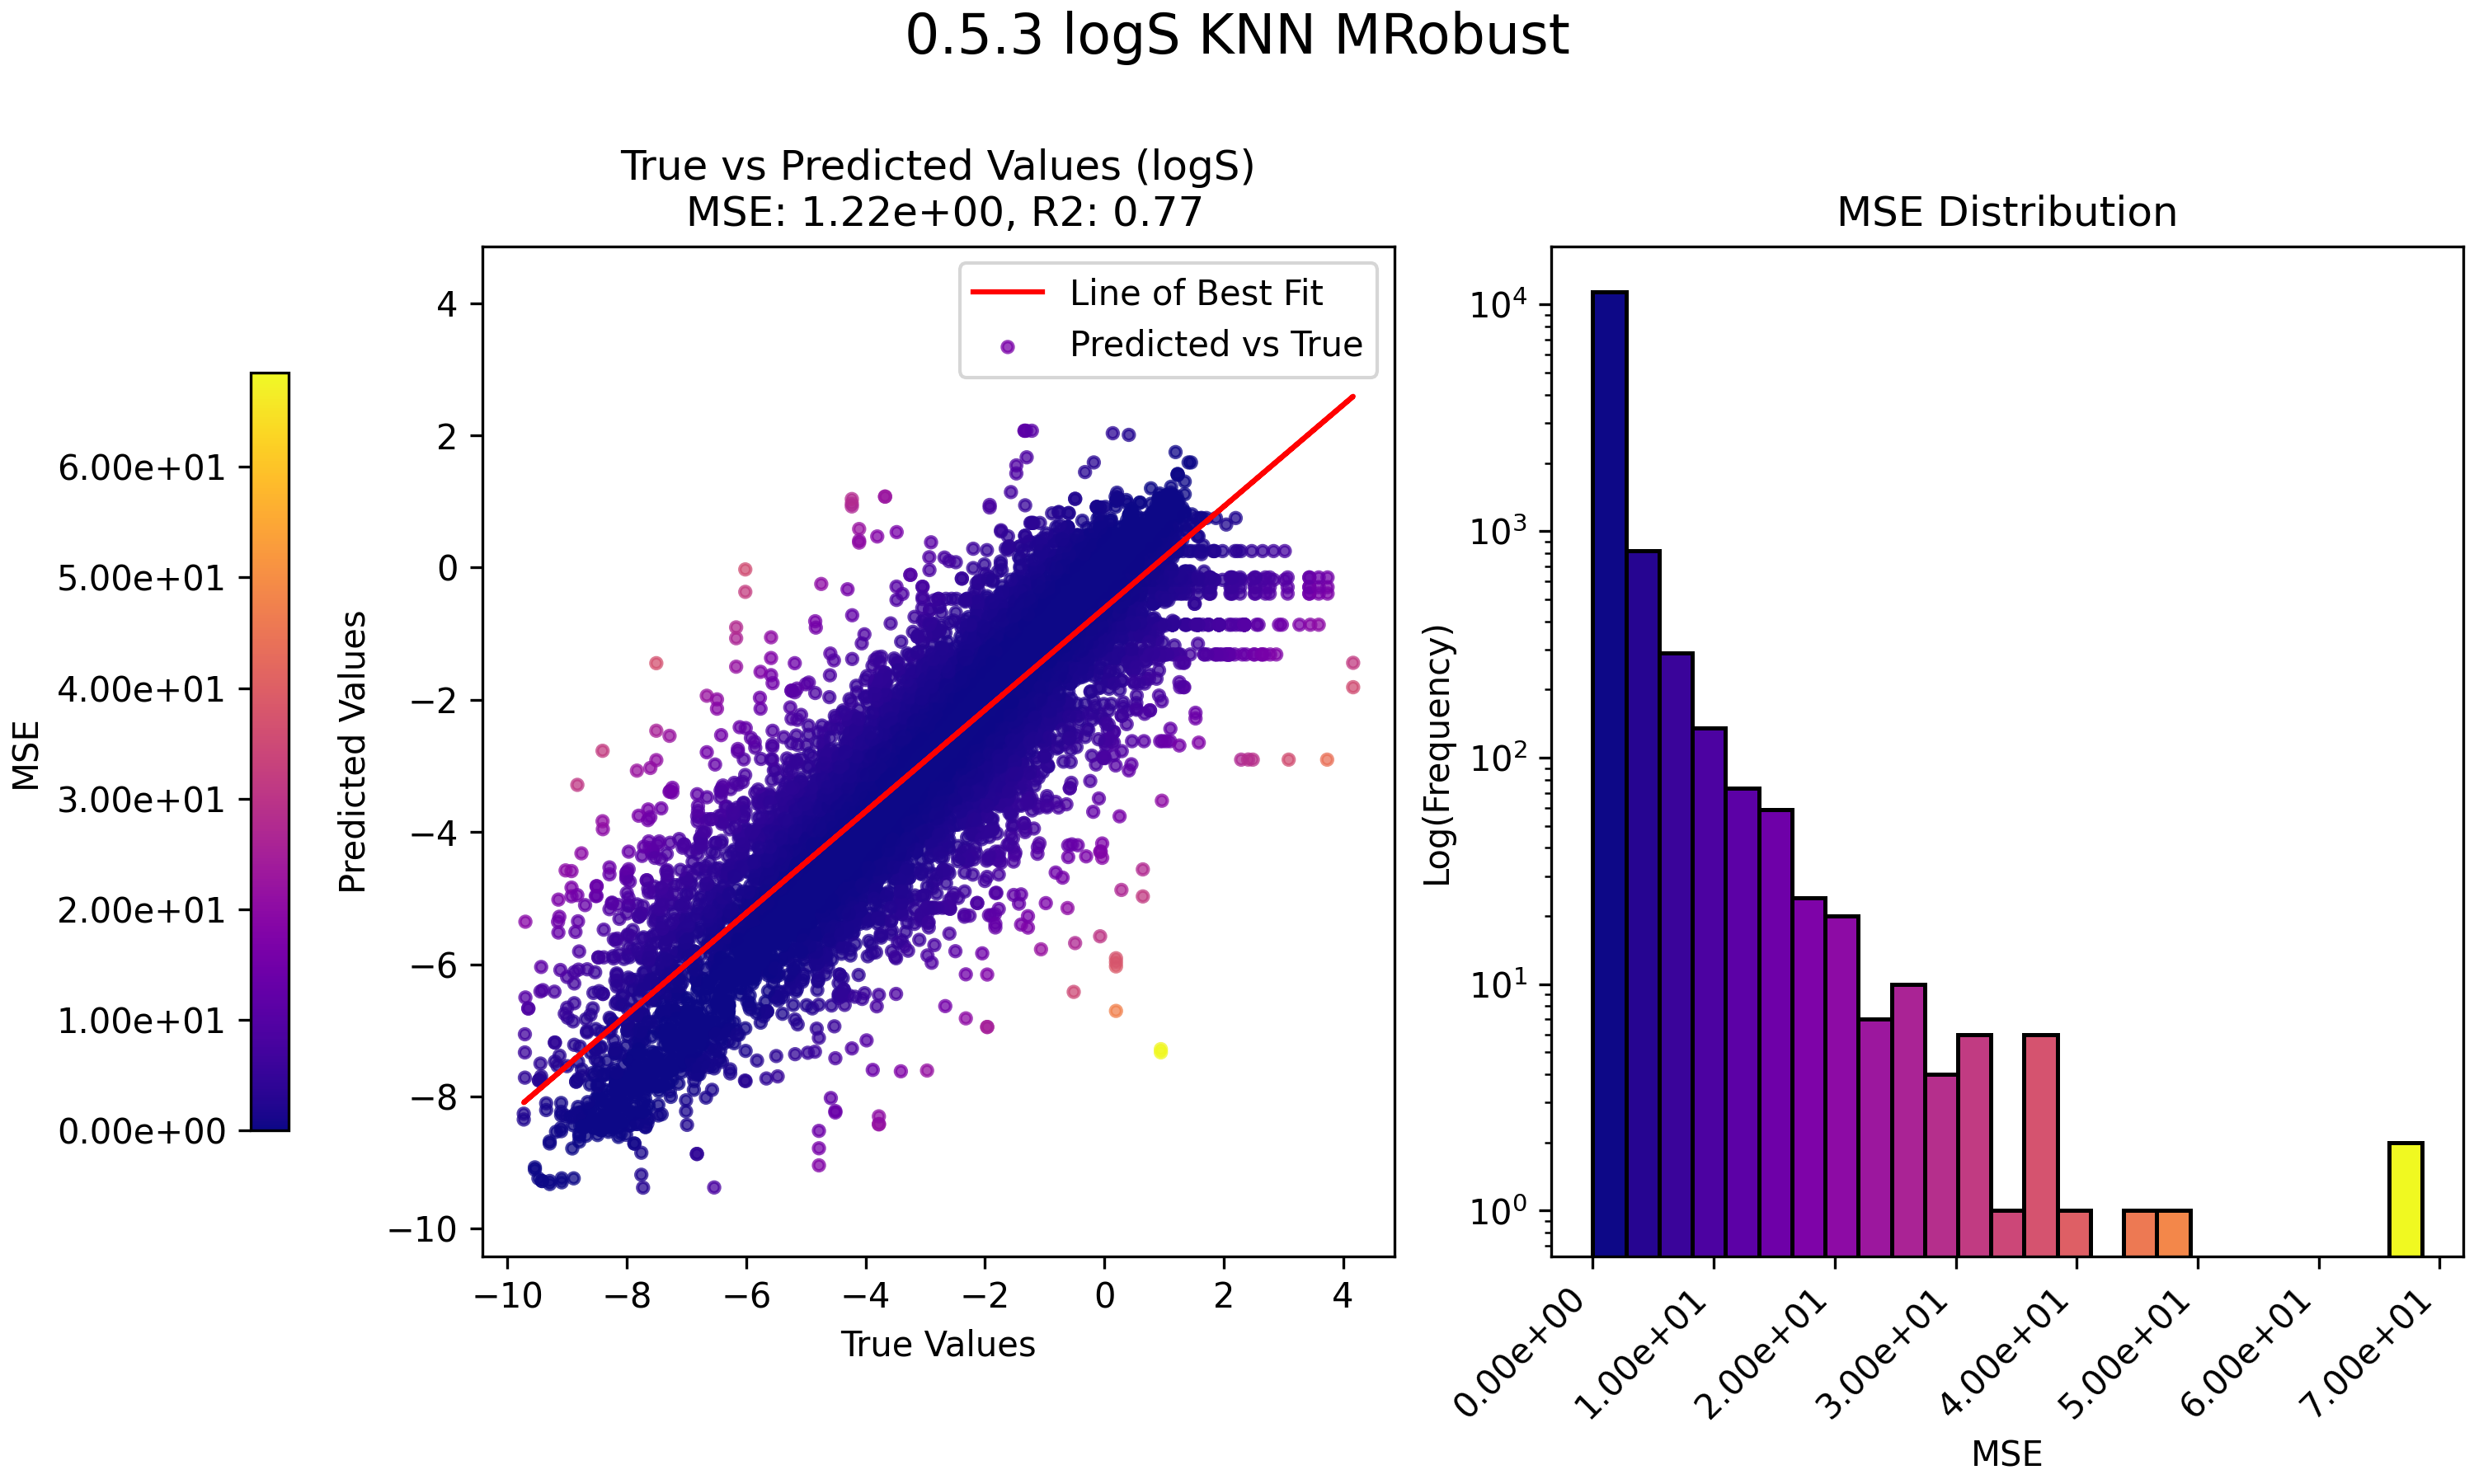 0.5.3 logS KNN MRobust
MSE
6.00e+01
5.00e+01
4.00e+01
3.00e+01
2.00e+01
1.00e+01
0.00e+00
True vs Predicted Values (logS)
MSE: 1.22e+00, R2: 0.77
Line of Best Fit
Predicted vs True
Predicted Values
4
2
0
−2
−4
−6
−8
−10
−10 −8 −6 −4 −2 0 2 4
True Values
MSE Distribution
Log(Frequency)
10⁴
10³
10²
10¹
10⁰
0.00e+00 1.00e+01 2.00e+01 3.00e+01 4.00e+01 5.00e+01 6.00e+01 7.00e+01
MSE